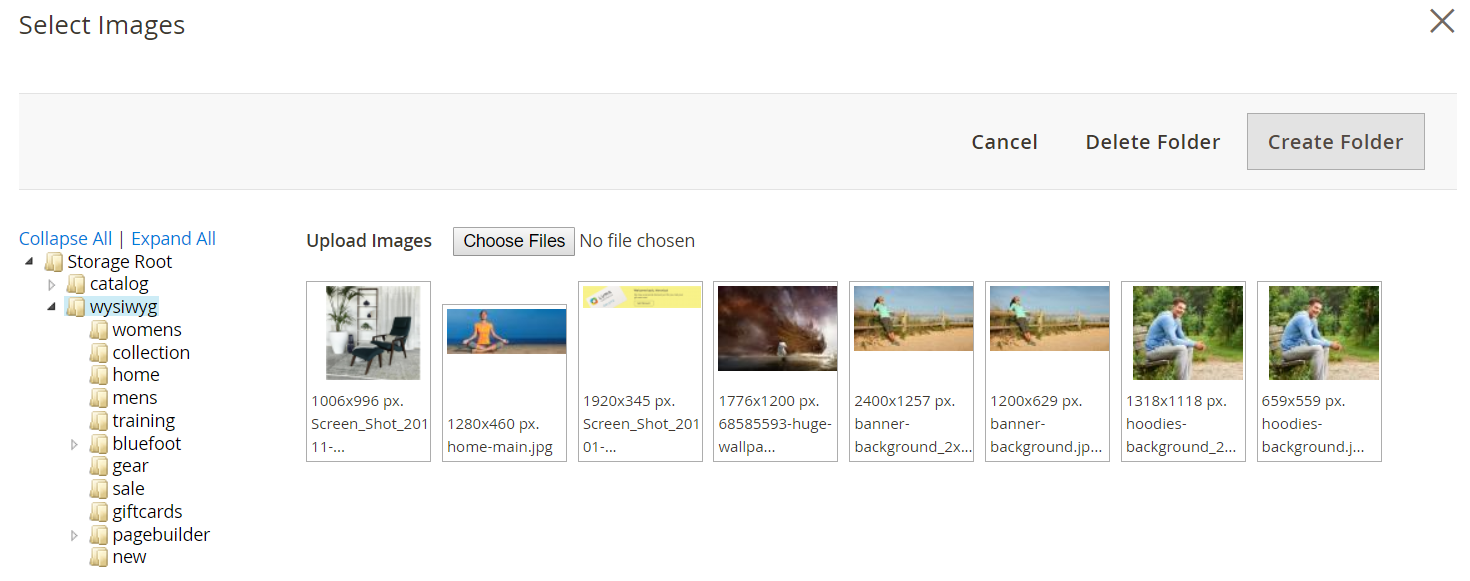 Select Images
Cancel
Delete Folder
Create Folder
Collapse All | Expand All
Storage Root
catalog
wysiwyg
womens
collection
home
mens
training
bluefoot
gear
sale
giftcards
pagebuilder
new
Upload Images
Choose Files No file chosen
1006x996 px.
Screen_Shot_201
11-...
1280x460 px.
home-main.jpg
1920x345 px.
Screen_Shot_201
01-...
1776x1200 px.
68585593-huge-
wallpa...
2400x1257 px.
banner-
background_2x...
1200x629 px.
banner-
background.jp...
1318x1118 px.
hoodies-
background_2...
659x559 px.
hoodies-
background.j...